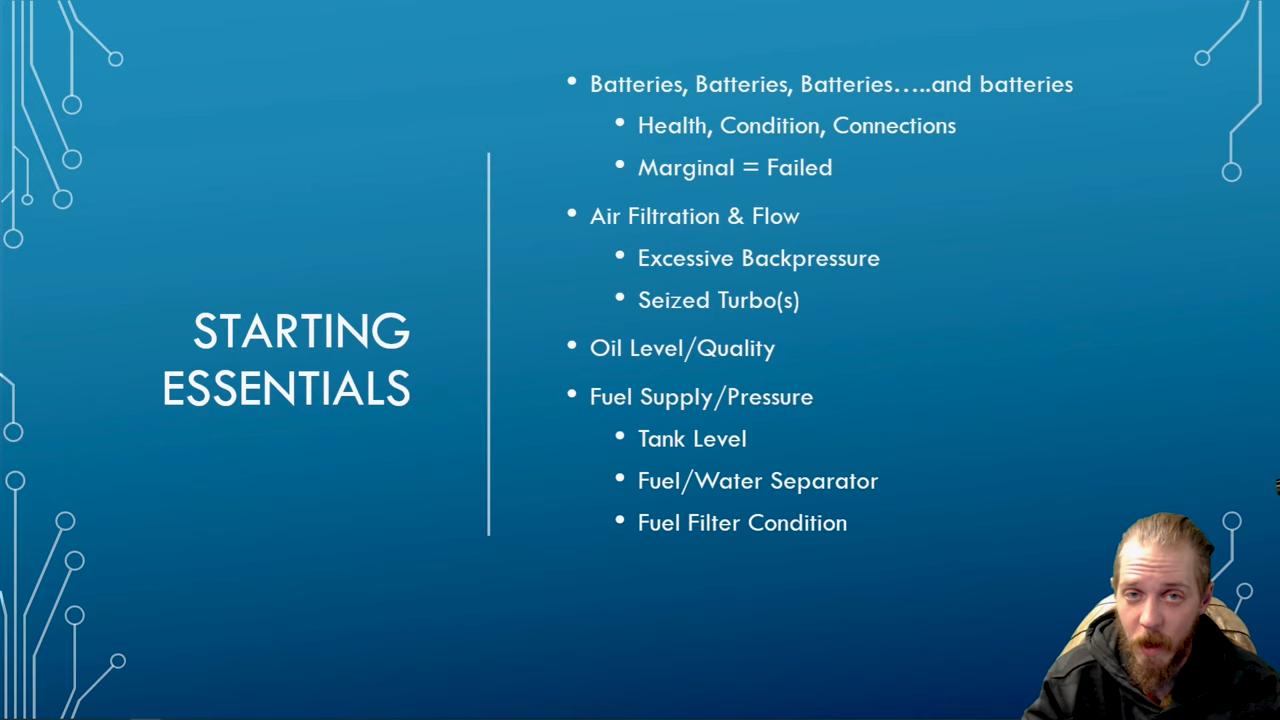 STARTING
ESSENTIALS
Batteries, Batteries, Batteries…..and batteries
Health, Condition, Connections
Marginal = Failed
Air Filtration & Flow
Excessive Backpressure
Seized Turbo(s)
Oil Level/Quality
Fuel Supply/Pressure
Tank Level
Fuel/Water Separator
Fuel Filter Condition